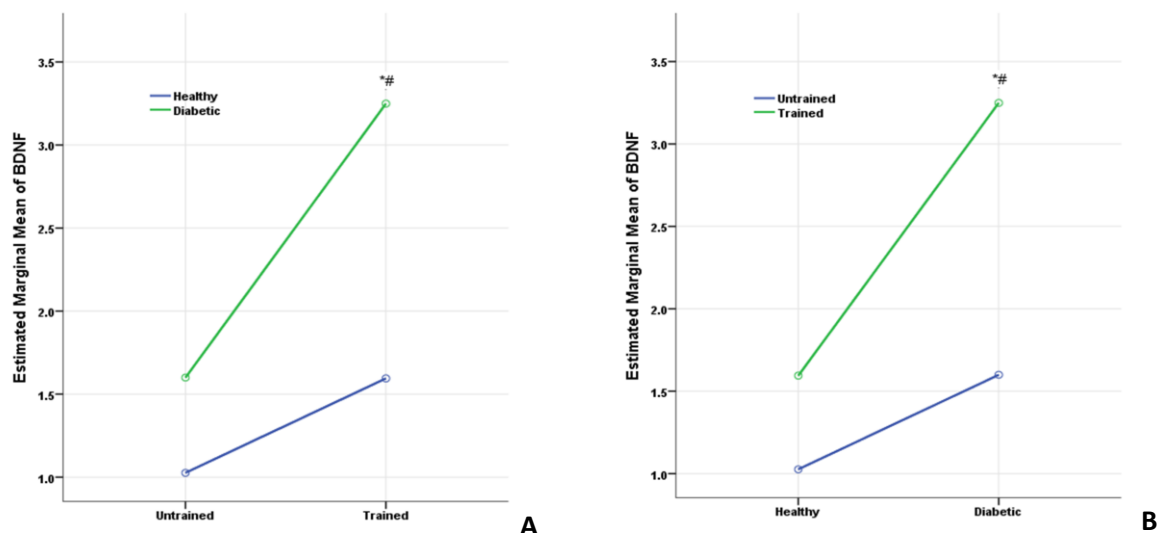 Estimated Marginal Mean of BDNF
3.5
3.0
2.5
2.0
1.5
1.0
Healthy
Diabetic
*#
Untrained
Trained
A
Estimated Marginal Mean of BDNF
3.5
3.0
2.5
2.0
1.5
1.0
Untrained
Trained
*#
Healthy
Diabetic
B